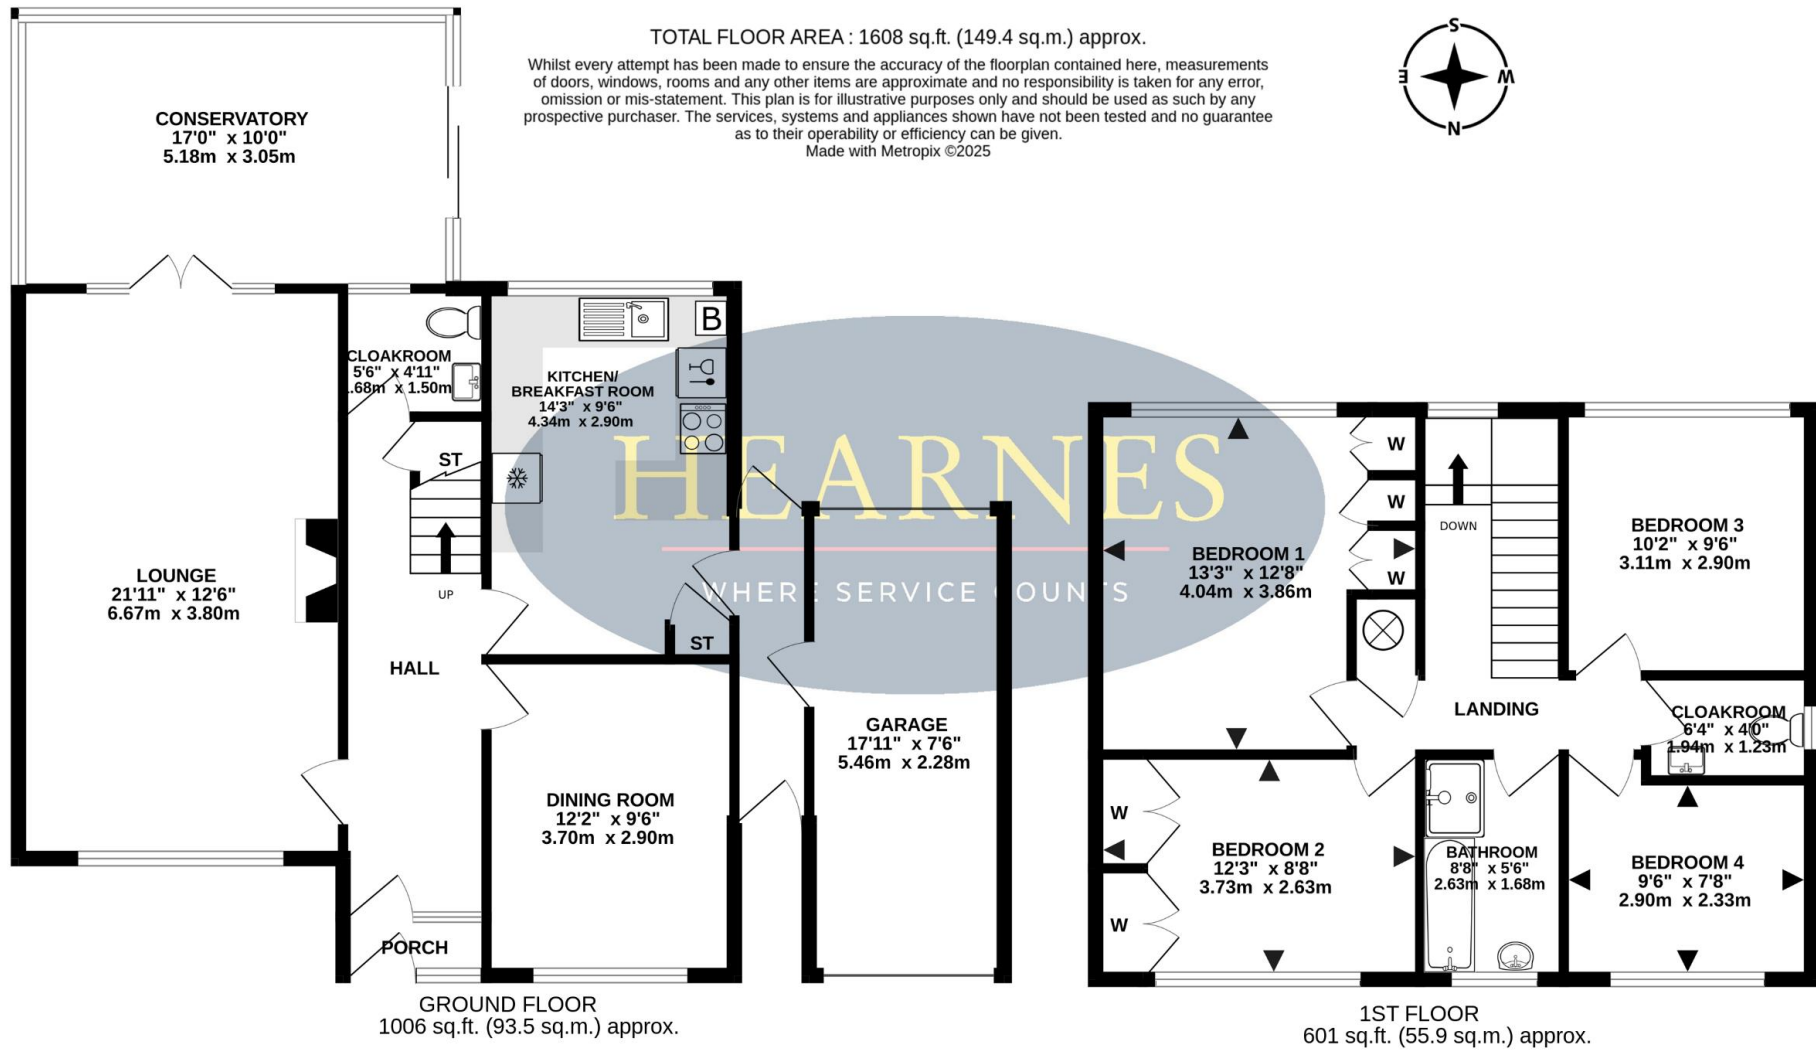 TOTAL FLOOR AREA : 1608 sq.ft. (149.4 sq.m.) approx.
Whilst every attempt has been made to ensure the accuracy of the floorplan contained here, measurements
of doors, windows, rooms and any other items are approximate and no responsibility is taken for any error,
omission or mis-statement. This plan is for illustrative purposes only and should be used as such by any
prospective purchaser. The services, systems and appliances shown have not been tested and no guarantee
as to their operability or efficiency can be given.
Made with Metropix ©2025
S
E
W
N
CONSERVATORY
17'0" x 10'0"
5.18m x 3.05m
CLOAKROOM
5'6" x 4'11"
.68m x 1.50m
KITCHEN/
BREAKFAST ROOM
14'3" x 9'6"
4.34m x 2.90m
B
ST
UP
LOUNGE
21'11" x 12'6"
6.67m x 3.80m
HALL
ST
DINING ROOM
12'2" x 9'6"
3.70m x 2.90m
GARAGE
17'11" x 7'6"
5.46m x 2.28m
PORCH
GROUND FLOOR
1006 sq.ft. (93.5 sq.m.) approx.
HEARNES
WHERE SERVICE COUNTS
BEDROOM 1
13'3" x 12'8"
4.04m x 3.86m
W
W
W
DOWN
BEDROOM 3
10'2" x 9'6"
3.11m x 2.90m
LANDING
CLOAKROOM
6'4" x 4'0"
1.94m x 1.23m
W
W
BEDROOM 2
12'3" x 8'8"
3.73m x 2.63m
BATHROOM
8'8" x 5'6"
2.63m x 1.68m
BEDROOM 4
9'6" x 7'8"
2.90m x 2.33m
1ST FLOOR
601 sq.ft. (55.9 sq.m.) approx.